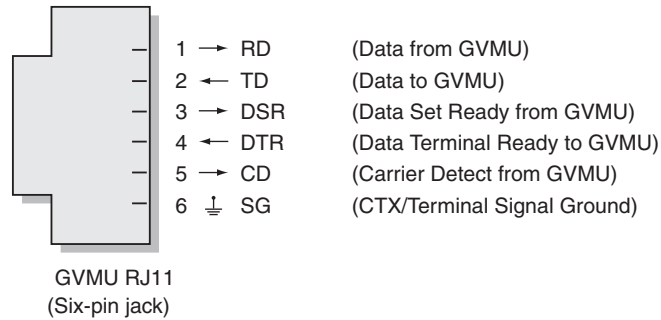 1 → RD (Data from GVMU)
2 ← TD (Data to GVMU)
3 → DSR (Data Set Ready from GVMU)
4 ← DTR (Data Terminal Ready to GVMU)
5 → CD (Carrier Detect from GVMU)
6 ⏚ SG (CTX/Terminal Signal Ground)
GVMU RJ11
(Six-pin jack)